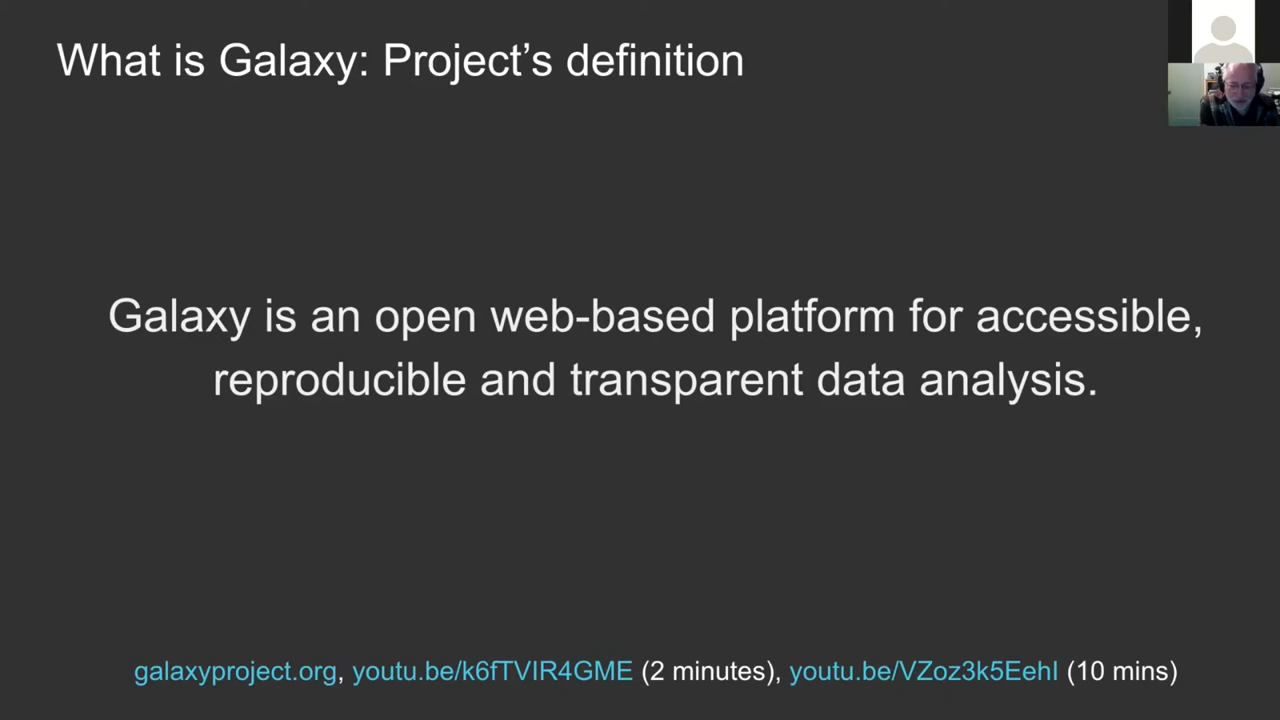 What is Galaxy: Project’s definition
Galaxy is an open web-based platform for accessible,
reproducible and transparent data analysis.
galaxyproject.org, youtu.be/k6fTVIR4GME (2 minutes), youtu.be/VZoz3k5EehI (10 mins)